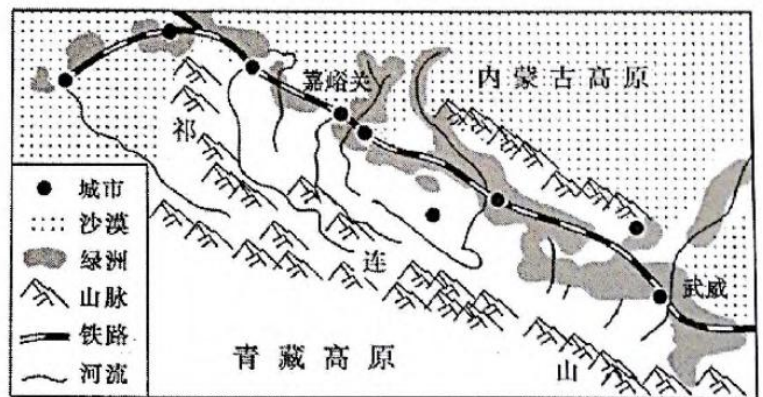 嘉峪关
内蒙古高原
祁
连
山
武威
青藏高原
城市
沙漠
绿洲
山脉
铁路
河流